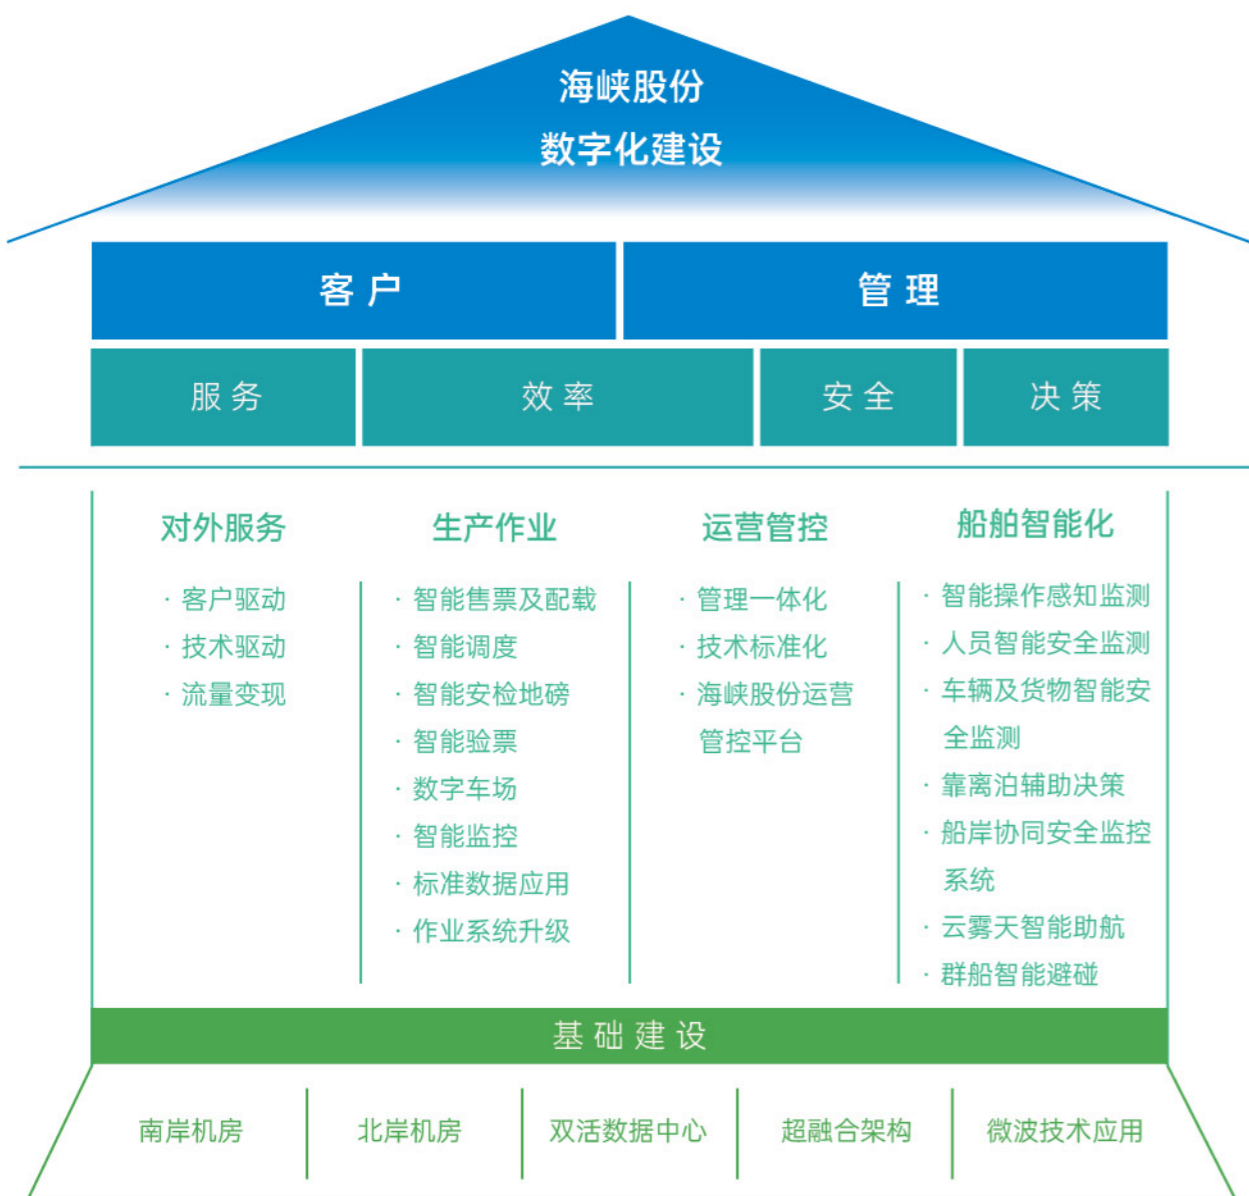 海峡股份
数字化建设
客户
管理
服务
效率
安全
决策
对外服务
· 客户驱动
· 技术驱动
· 流量变现
生产作业
· 智能售票及配载
· 智能调度
· 智能安检地磅
· 智能验票
· 数字车场
· 智能监控
· 标准数据应用
· 作业系统升级
运营管控
· 管理一体化
· 技术标准化
· 海峡股份运营
管控平台
船舶智能化
· 智能操作感知监测
· 人员智能安全监测
· 车辆及货物智能安
全监测
· 靠离泊辅助决策
· 船岸协同安全监控
系统
· 云雾天智能助航
· 群船智能避碰
基础建设
南岸机房
北岸机房
双活数据中心
超融合架构
微波技术应用